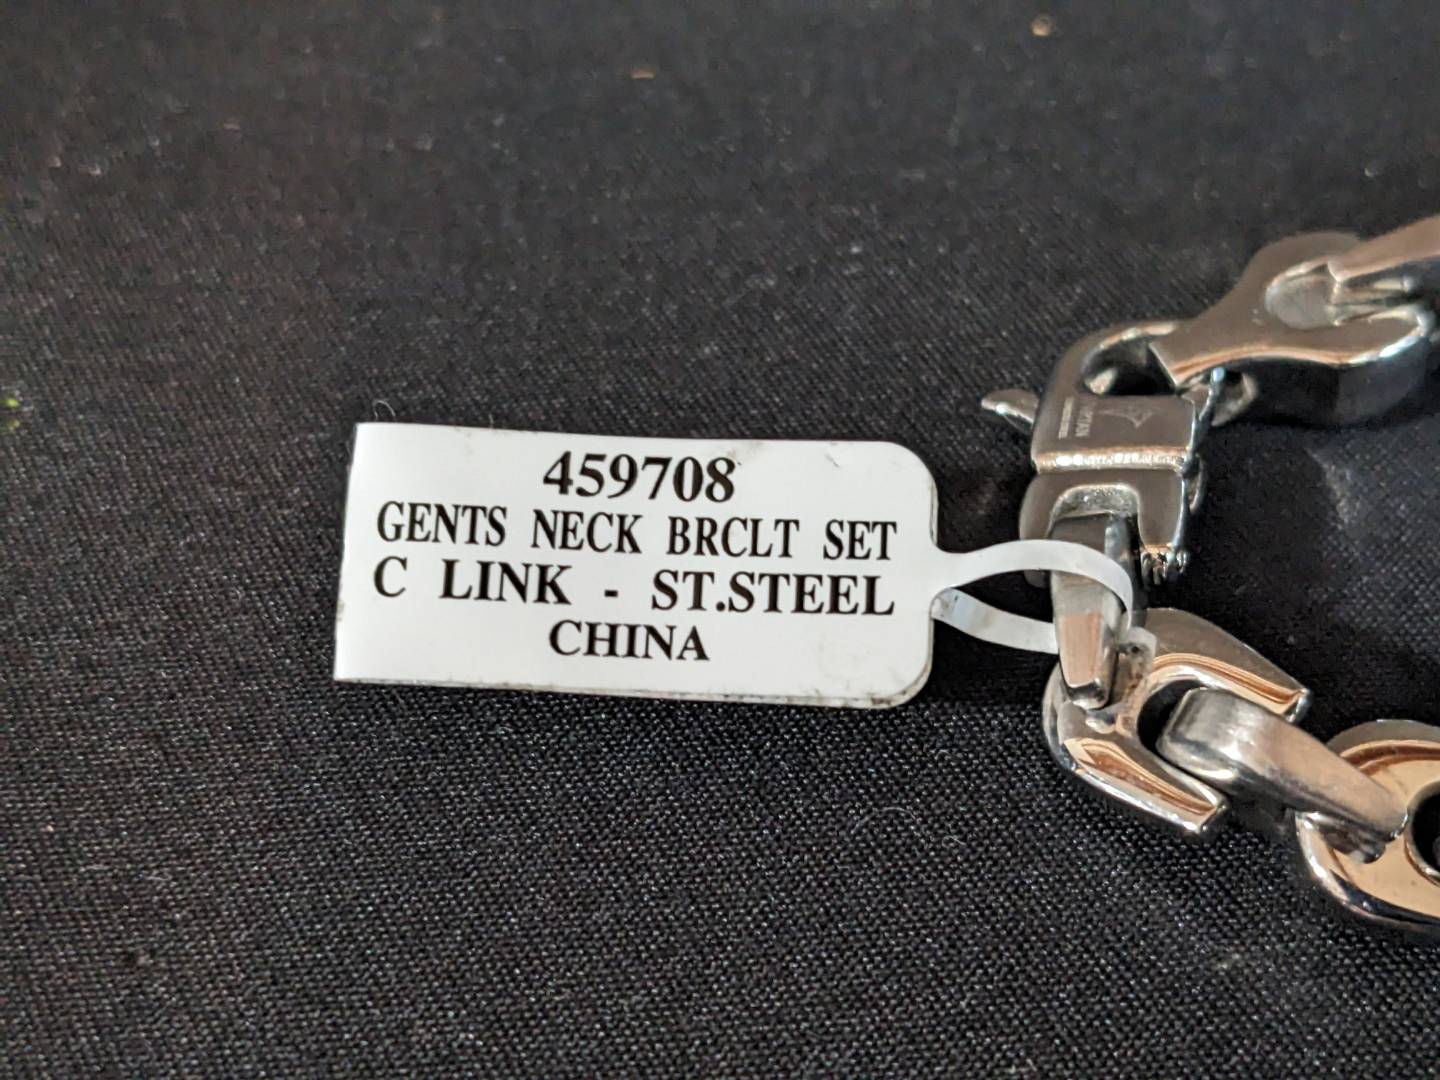 459708
GENTS NECK BRCLT SET
C LINK - ST.STEEL
CHINA